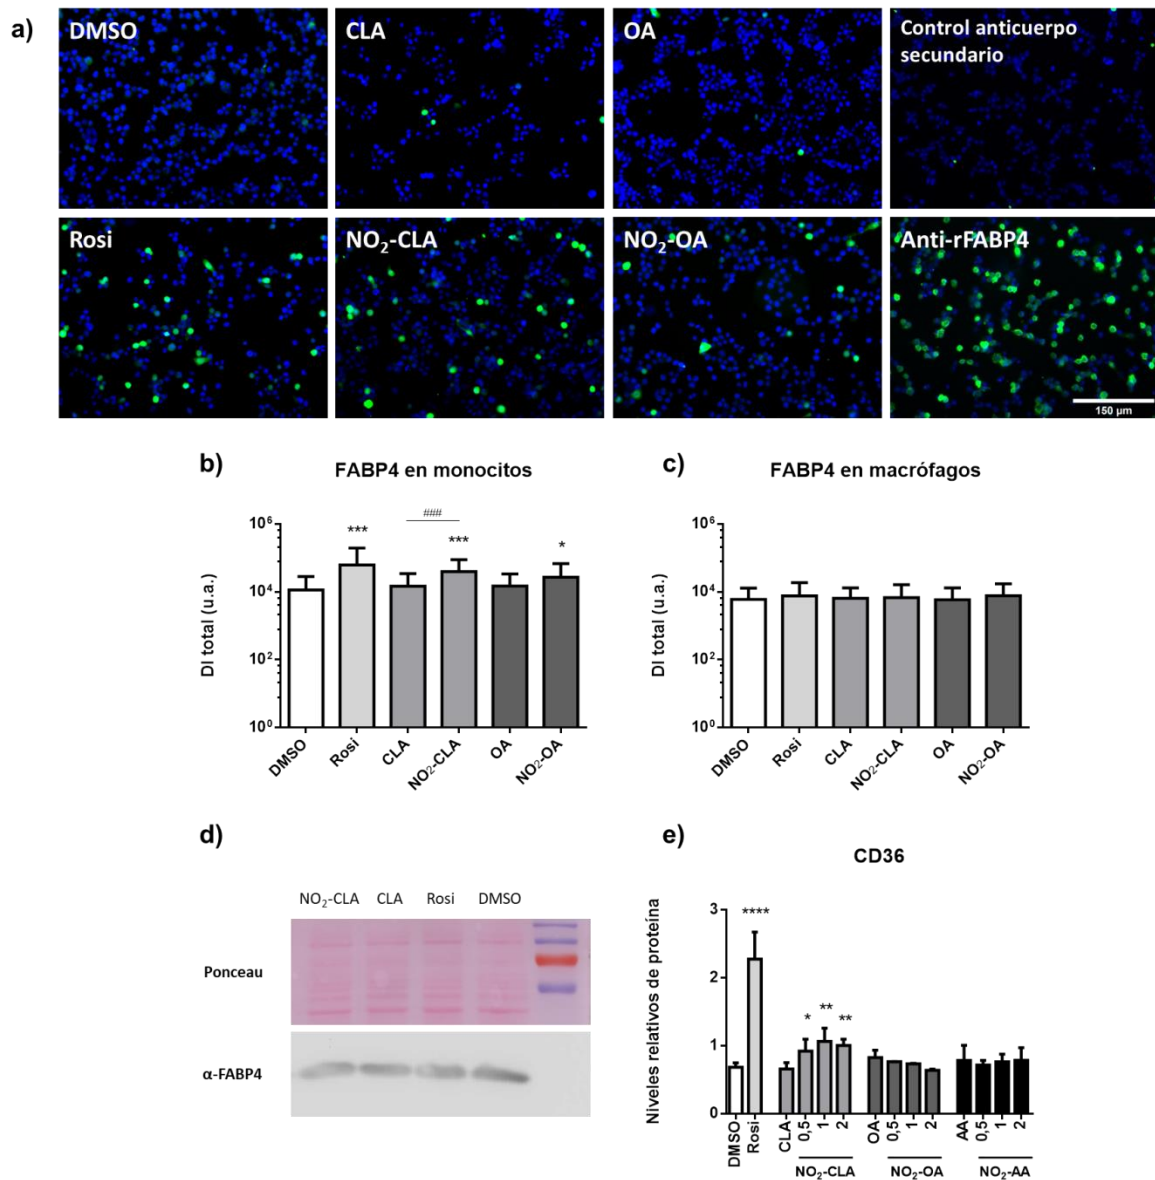 a)
DMSO
CLA
OA
Control anticuerpo
secundario
Rosi
NO₂-CLA
NO₂-OA
Anti-rFABP4
150 µm
b)
FABP4 en monocitos
DI total (u.a.)
10⁶
10⁴
10²
10⁰
***
###
***
*
DMSO
Rosi
CLA
NO₂-CLA
OA
NO₂-OA
c)
FABP4 en macrófagos
DI total (u.a.)
10⁶
10⁴
10²
10⁰
DMSO
Rosi
CLA
NO₂-CLA
OA
NO₂-OA
d)
NO₂-CLA CLA Rosi DMSO
Ponceau
α-FABP4
e)
CD36
Niveles relativos de proteína
3
2
1
0
****
*
**
**
DMSO
Rosi
CLA
0,5
1
2
OA
0,5
1
2
AA
0,5
1
2
NO₂-CLA
NO₂-OA
NO₂-AA